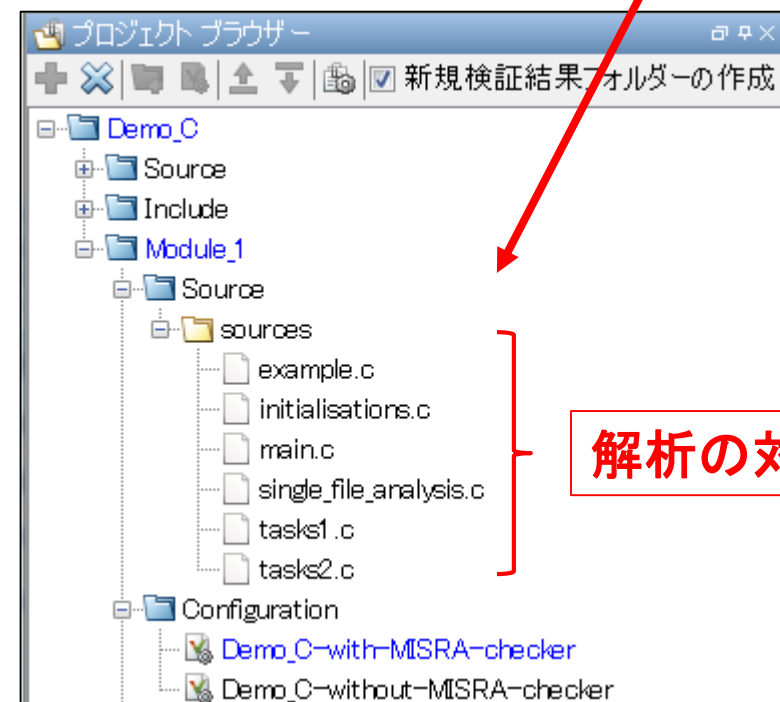 プロジェクト ブラウザー
新規検証結果フォルダーの作成
Demo_C
Source
Include
Module_1
Source
sources
example.c
initialisations.c
main.c
single_file_analysis.c
tasks1.c
tasks2.c
解析の対
Configuration
Demo_C-with-MISRA-checker
Demo_C-without-MISRA-checker